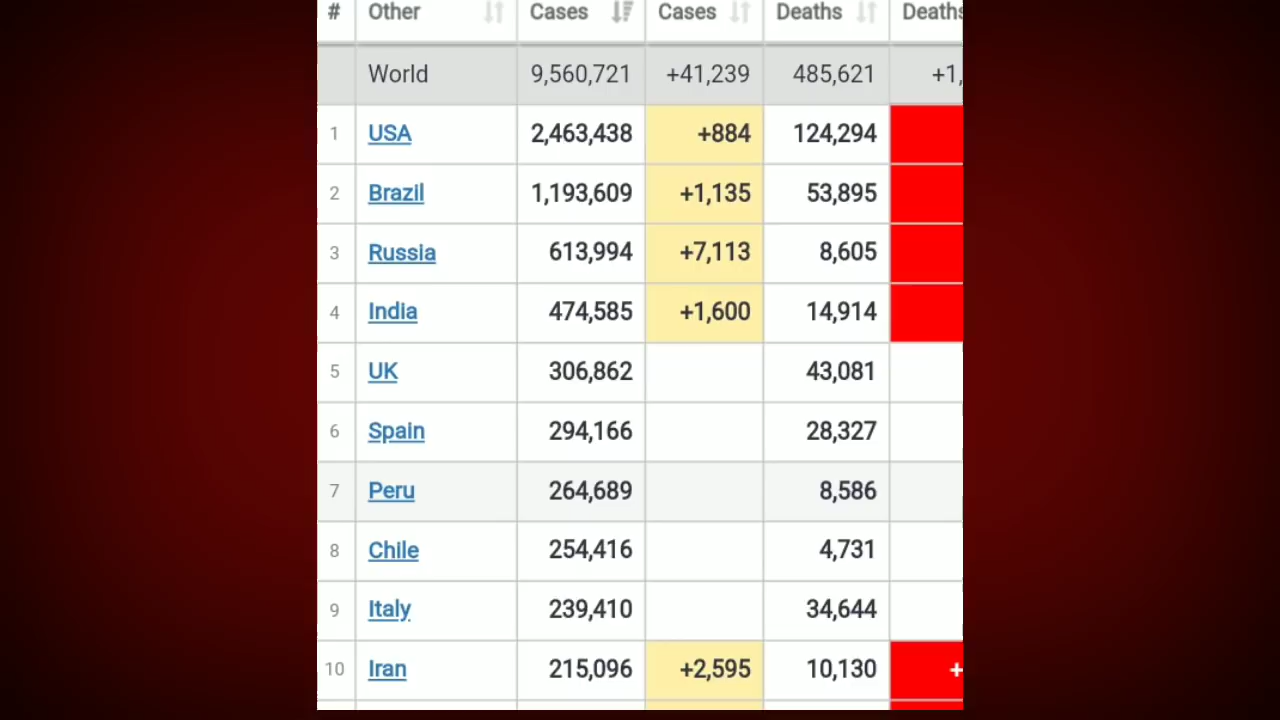 # Other Cases Cases Deaths Deaths
World 9,560,721 +41,239 485,621 +1,
1 USA 2,463,438 +884 124,294
2 Brazil 1,193,609 +1,135 53,895
3 Russia 613,994 +7,113 8,605
4 India 474,585 +1,600 14,914
5 UK 306,862 43,081
6 Spain 294,166 28,327
7 Peru 264,689 8,586
8 Chile 254,416 4,731
9 Italy 239,410 34,644
10 Iran 215,096 +2,595 10,130 +